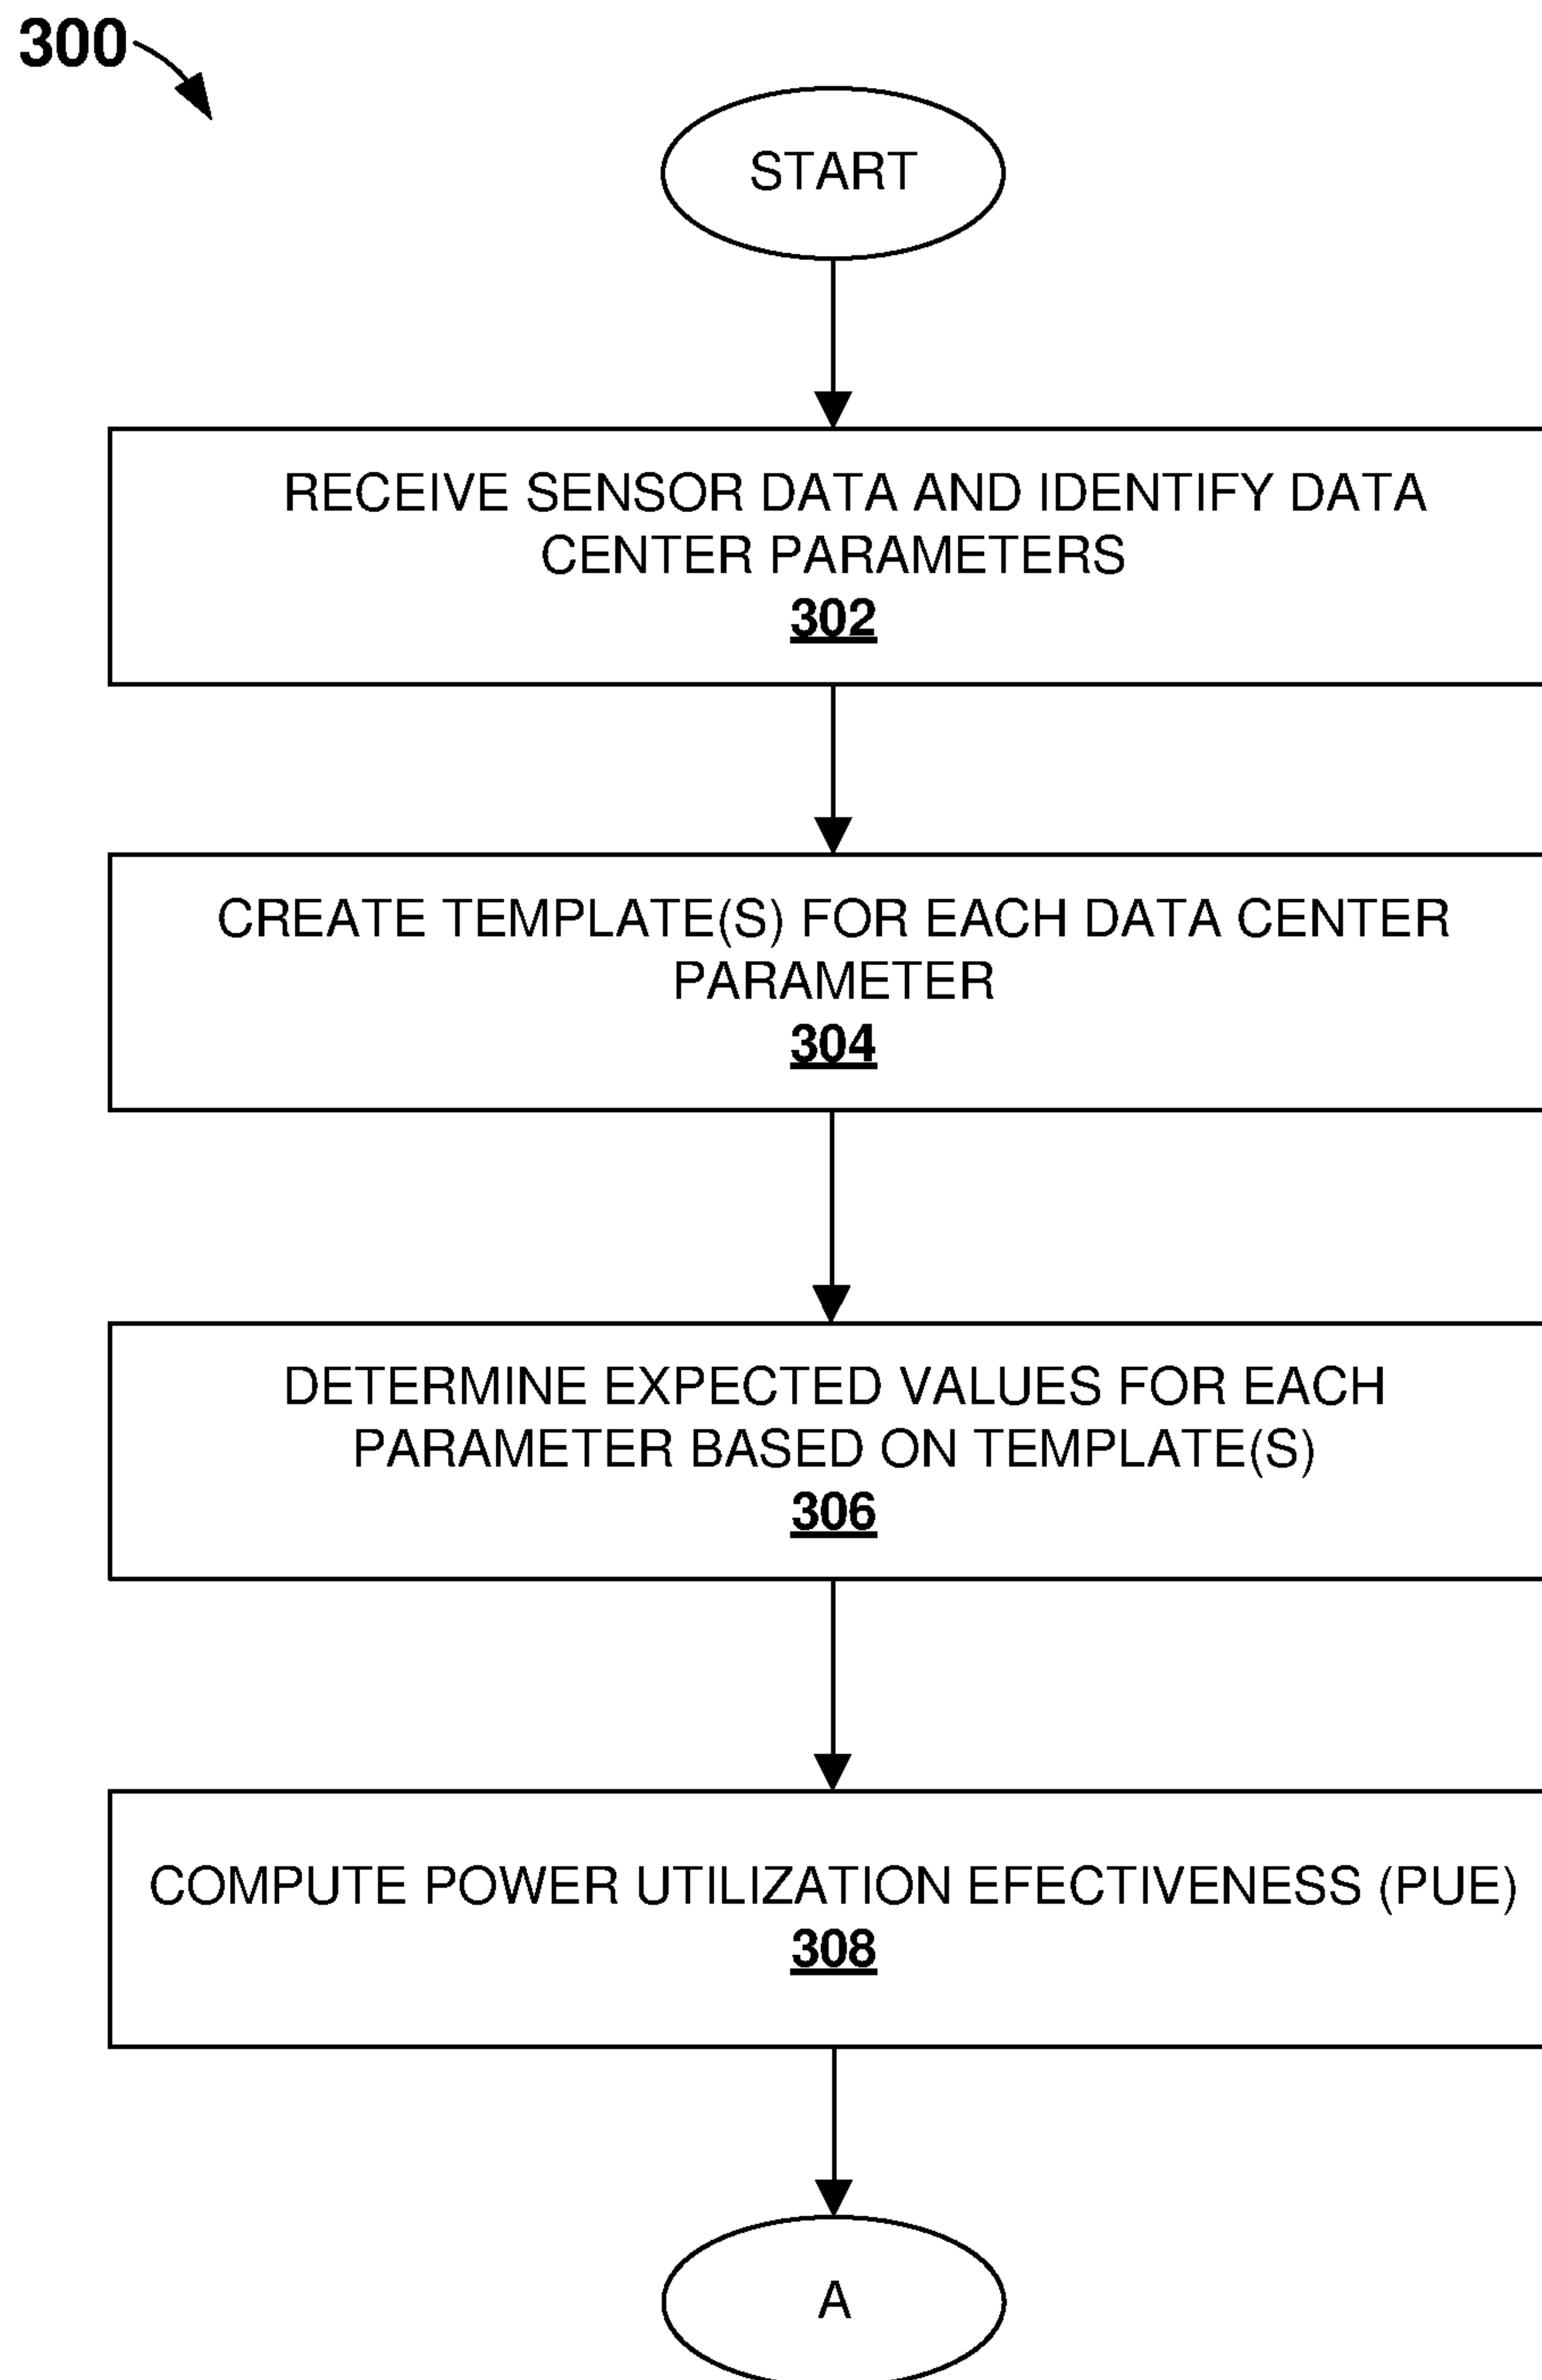 300
START
RECEIVE SENSOR DATA AND IDENTIFY DATA
CENTER PARAMETERS
302
CREATE TEMPLATE(S) FOR EACH DATA CENTER
PARAMETER
304
DETERMINE EXPECTED VALUES FOR EACH
PARAMETER BASED ON TEMPLATE(S)
306
COMPUTE POWER UTILIZATION EFECTIVENESS (PUE)
308
A